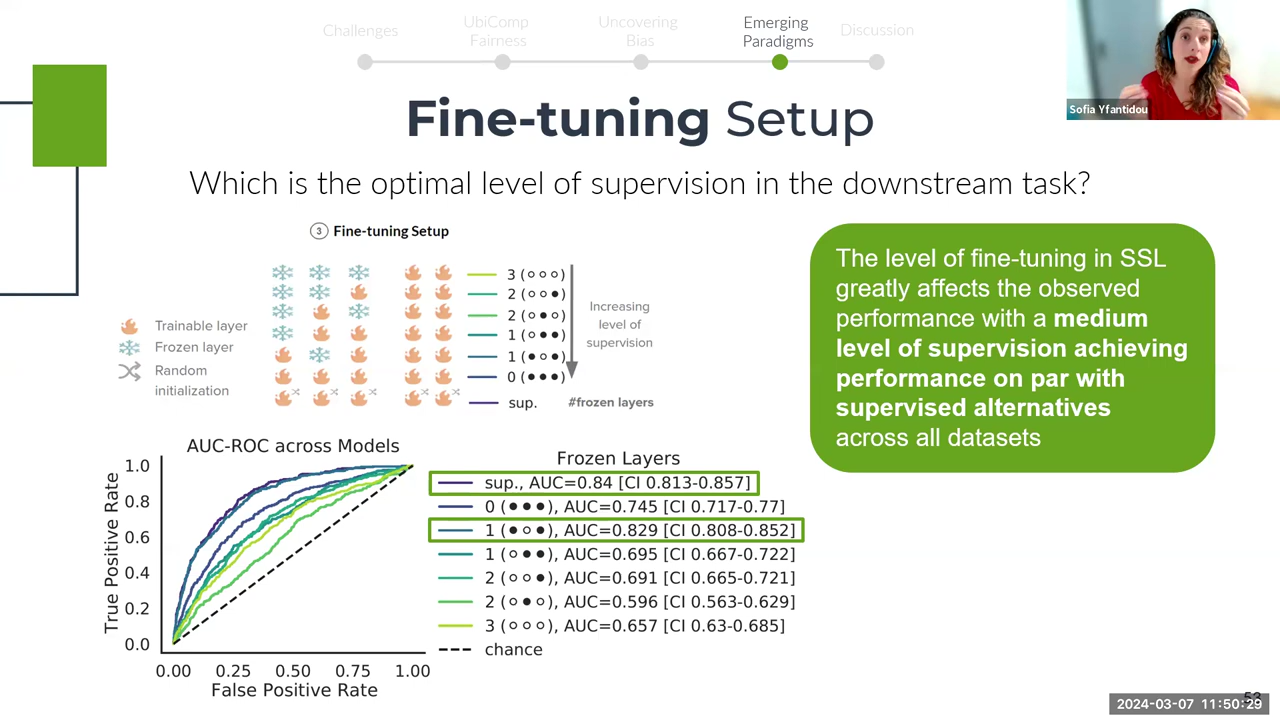 Challenges
UbiComp
Fairness
Uncovering
Bias
Emerging
Paradigms
Discussion
Sofia Yfantidou
Fine-tuning Setup
Which is the optimal level of supervision in the downstream task?
3 Fine-tuning Setup
Trainable layer
Frozen layer
Random
initialization
3 (○○○)
2 (○○●)
2 (○●○)
1 (○●●)
1 (●○●)
0 (●●●)
sup.
Increasing
level of
supervision
#frozen layers
The level of fine-tuning in SSL
greatly affects the observed
performance with a medium
level of supervision achieving
performance on par with
supervised alternatives
across all datasets
AUC-ROC across Models
True Positive Rate
1.0
0.8
0.6
0.4
0.2
0.0
0.00 0.25 0.50 0.75 1.00
False Positive Rate
Frozen Layers
sup., AUC=0.84 [CI 0.813-0.857]
0 (●●●), AUC=0.745 [CI 0.717-0.77]
1 (●○●), AUC=0.829 [CI 0.808-0.852]
1 (○●●), AUC=0.695 [CI 0.667-0.722]
2 (○○●), AUC=0.691 [CI 0.665-0.721]
2 (○●○), AUC=0.596 [CI 0.563-0.629]
3 (○○○), AUC=0.657 [CI 0.63-0.685]
chance
53
2024-03-07 11:50:29